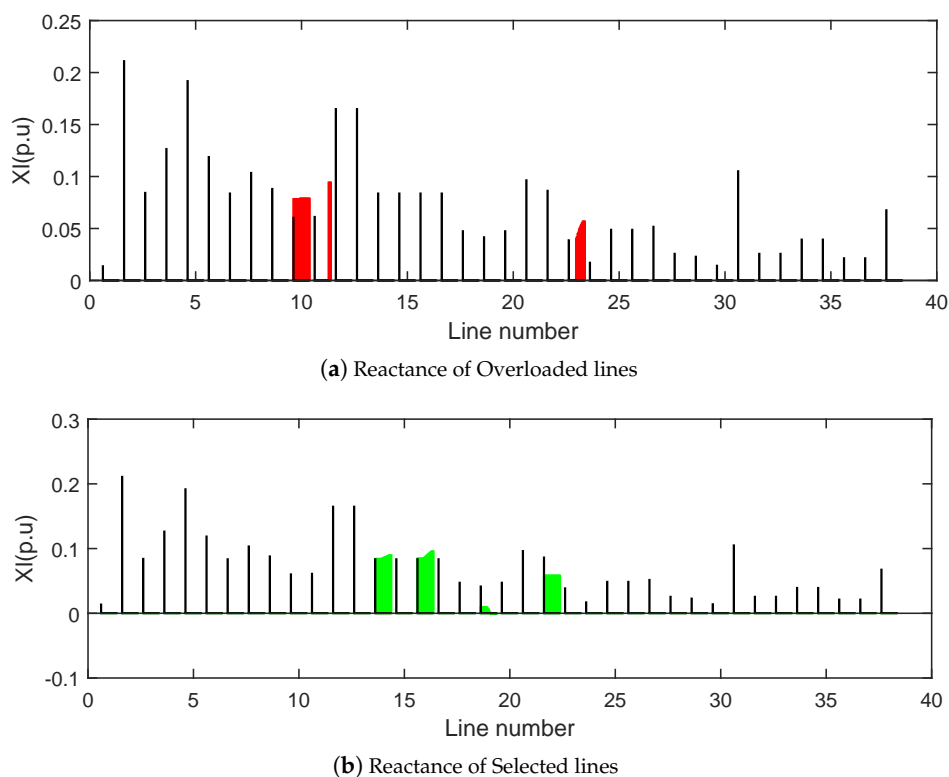 0.25
0.2
0.15
0.1
0.05
0
Xl(p.u)
0 5 10 15 20 25 30 35 40
Line number
(a) Reactance of Overloaded lines
0.3
0.2
0.1
0
-0.1
Xl(p.u)
0 5 10 15 20 25 30 35 40
Line number
(b) Reactance of Selected lines